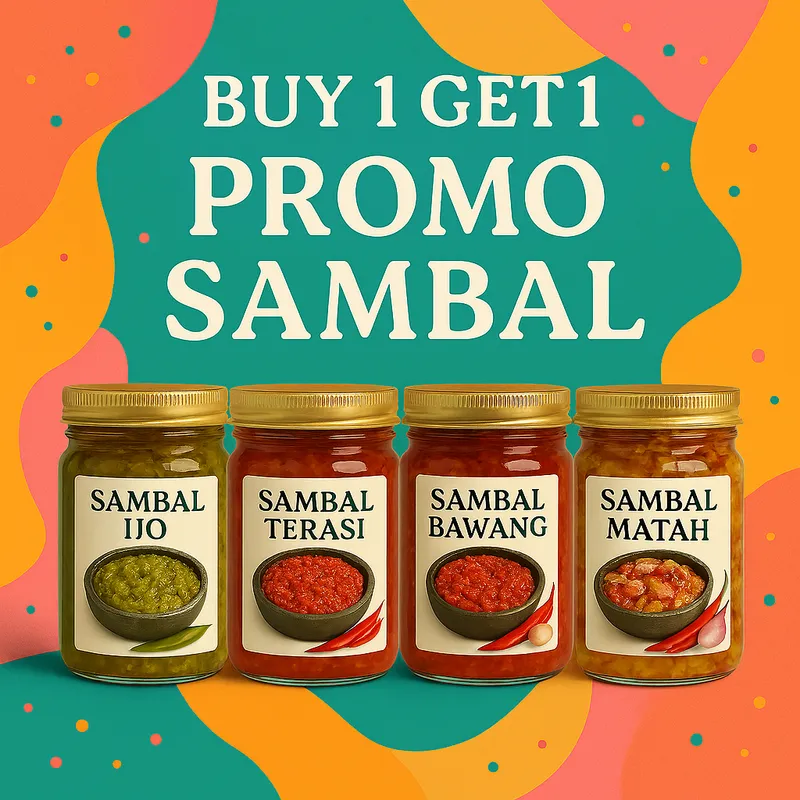 BUY 1 GET 1
PROMO
SAMBAL
SAMBAL
IJO
SAMBAL
TERASI
SAMBAL
BAWANG
SAMBAL
MATAH